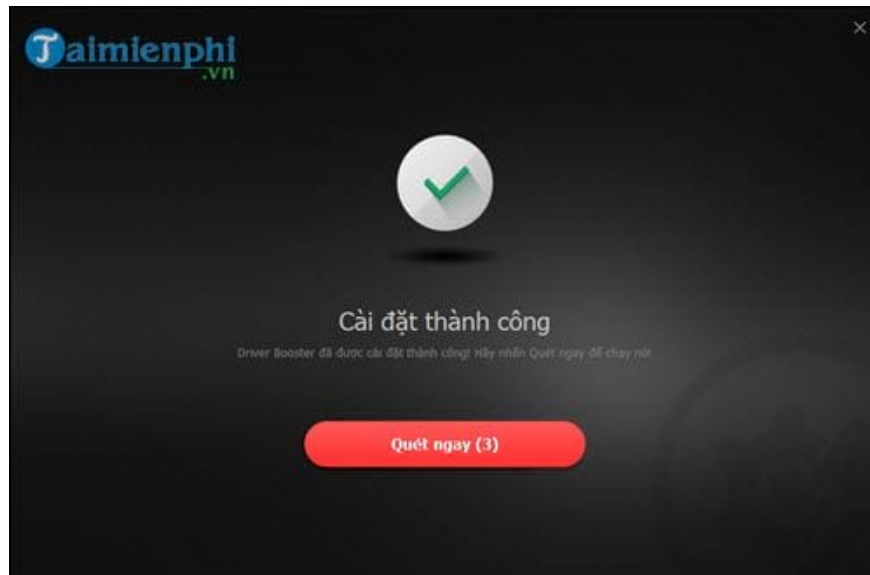 Taimienphi
.vn
Cài đặt thành công
Driver Booster đã được cài đặt thành công! Hãy nhấn Quét ngay để chạy nó!
Quét ngay (3)